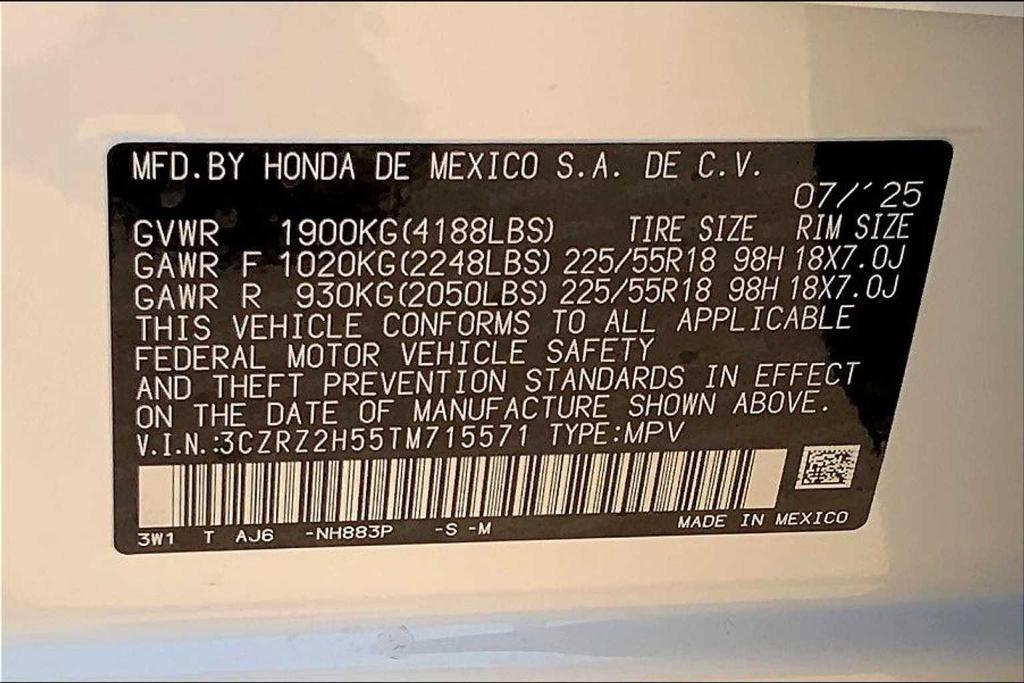 MFD.BY HONDA DE MEXICO S.A. DE C.V.
07/'25
GVWR 1900KG(4188LBS) TIRE SIZE RIM SIZE
GAWR F 1020KG(2248LBS) 225/55R18 98H 18X7.0J
GAWR R 930KG(2050LBS) 225/55R18 98H 18X7.0J
THIS VEHICLE CONFORMS TO ALL APPLICABLE
FEDERAL MOTOR VEHICLE SAFETY
AND THEFT PREVENTION STANDARDS IN EFFECT
ON THE DATE OF MANUFACTURE SHOWN ABOVE.
V.I.N.:3CZRZ2H55TM715571 TYPE:MPV
3W1 T AJ6 -NH883P -S -M MADE IN MEXICO